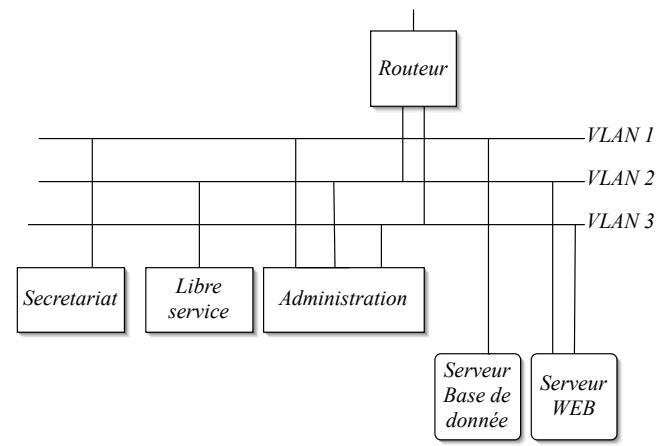 Routeur
VLAN 1
VLAN 2
VLAN 3
Secretariat
Libre
service
Administration
Serveur
Base de
donnée
Serveur
WEB